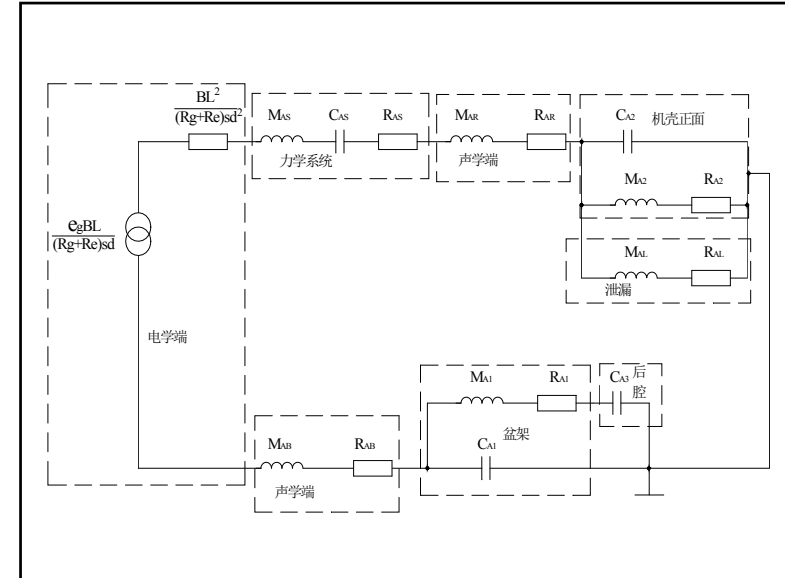 BL²
(Rg+Re)sd²
MAS CAS RAS
力学系统
MAR RAR
声学端
CA2 机壳正面
MA2 RA2
MAL RAL
泄漏
egBL
(Rg+Re)sd
电学端
MA1 RA1
CA3 后
腔
盆架
CA1
MAB RAB
声学端